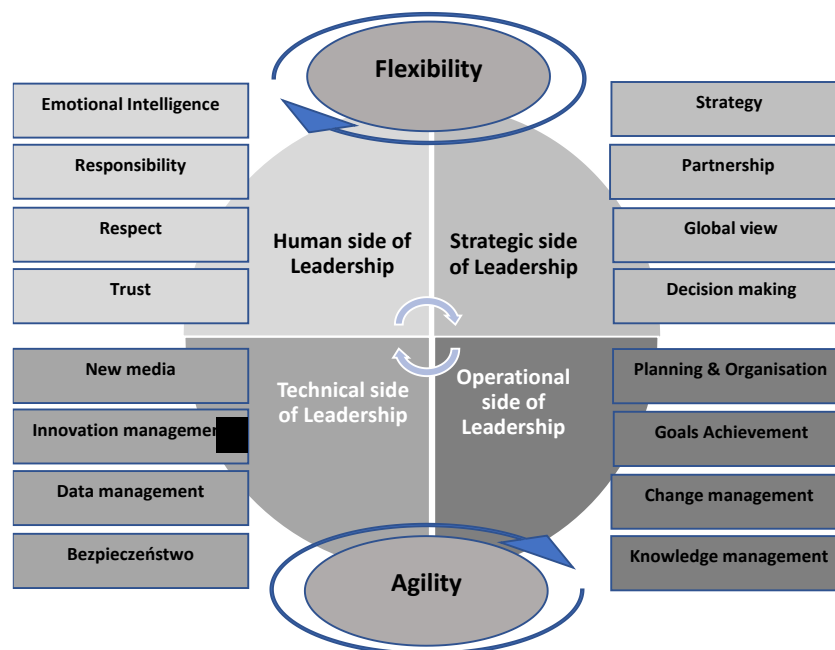 Flexibility
Emotional Intelligence
Responsibility
Respect
Trust
Strategy
Partnership
Global view
Decision making
Human side of
Leadership
Strategic side
of Leadership
Technical side
of Leadership
Operational
side of
Leadership
New media
Innovation
Data management
Bezpieczeństwo
Planning & Organisation
Goals Achievement
Change management
Knowledge management
Agility